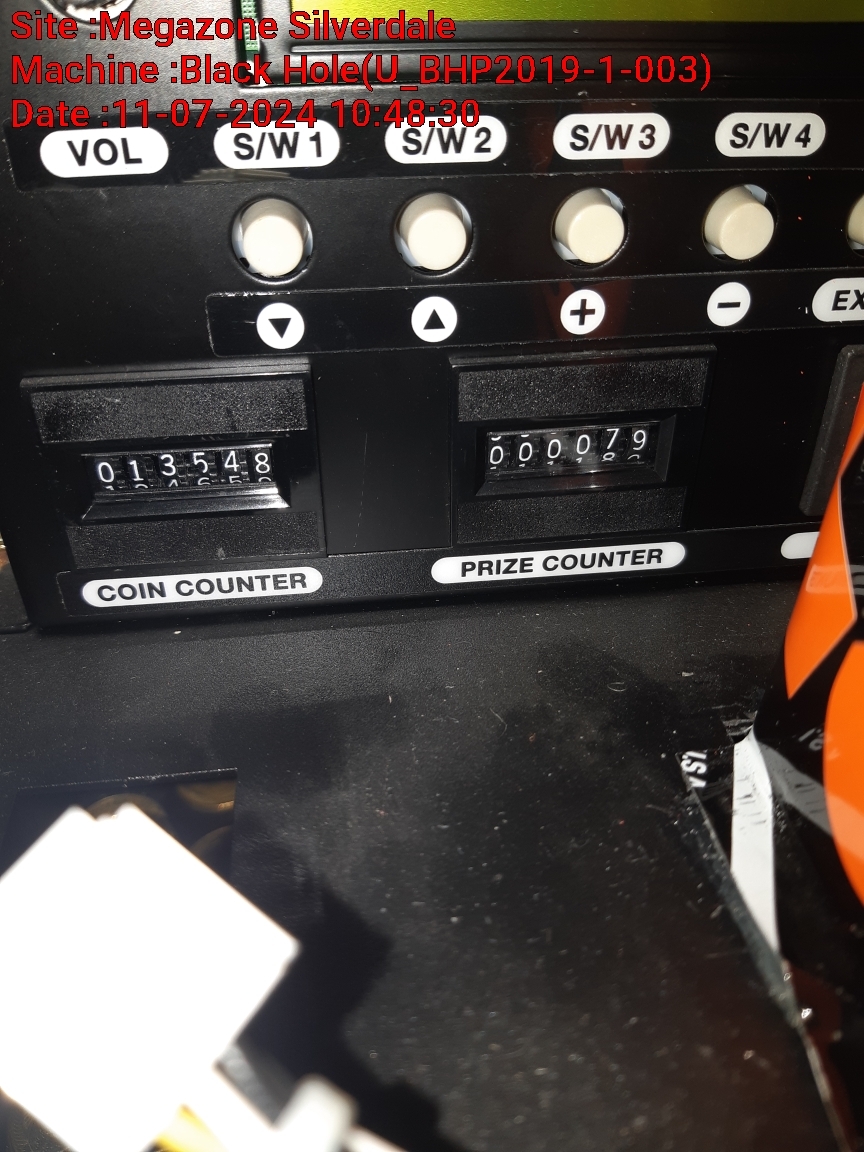 Site :Megazone Silverdale
Machine :Black Hole(U_BHP2019-1-003)
Date :11-07-2024 10:48:30
VOL S/W 1 S/W 2 S/W 3 S/W 4
▼ ▲ + − EX
013548 000079
COIN COUNTER PRIZE COUNTER